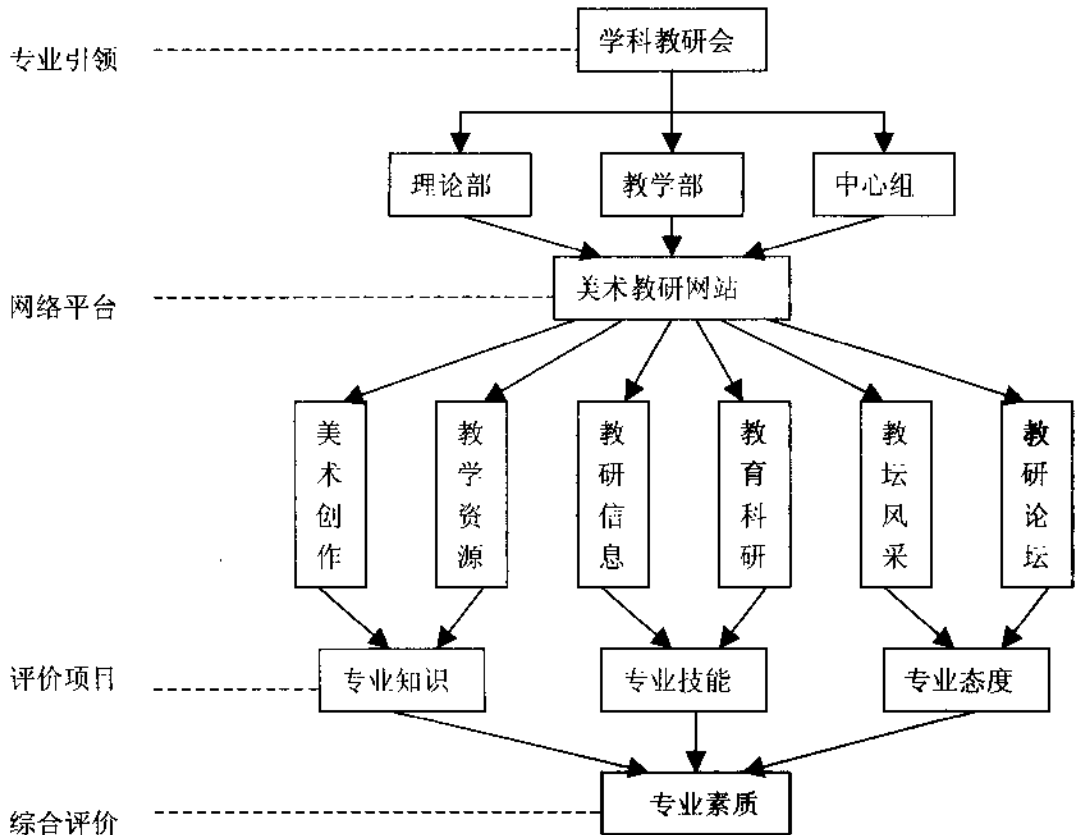 专业引领
学科教研会
理论部
教学部
中心组
网络平台
美术教研网站
美术创作
教学资源
教研信息
教育科研
教坛风采
教研论坛
评价项目
专业知识
专业技能
专业态度
综合评价
专业素质